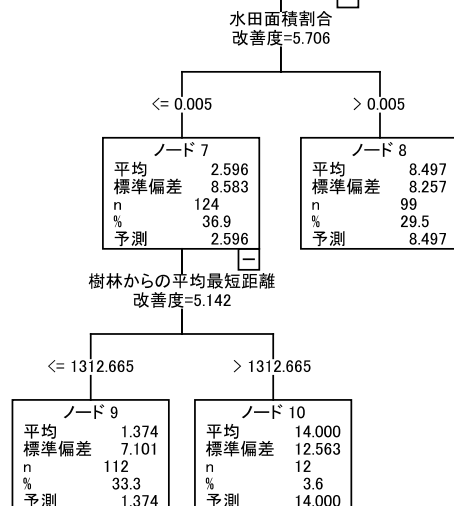 水田面積割合
改善度=5.706
<= 0.005
> 0.005
ノード 7
平均 2.596
標準偏差 8.583
n 124
% 36.9
予測 2.596
ノード 8
平均 8.497
標準偏差 8.257
n 99
% 29.5
予測 8.497
樹林からの平均最短距離
改善度=5.142
<= 1312.665
> 1312.665
ノード 9
平均 1.374
標準偏差 7.101
n 112
% 33.3
予測 1.374
ノード 10
平均 14.000
標準偏差 12.563
n 12
% 3.6
予測 14.000